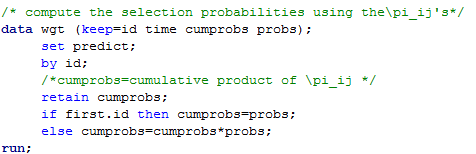 /* compute the selection probabilities using the\pi_ij's*/
data wgt (keep=id time cumprobs probs);
set predict;
by id;
/*cumprobs=cumulative product of \pi_ij */
retain cumprobs;
if first.id then cumprobs=probs;
else cumprobs=cumprobs*probs;
run;